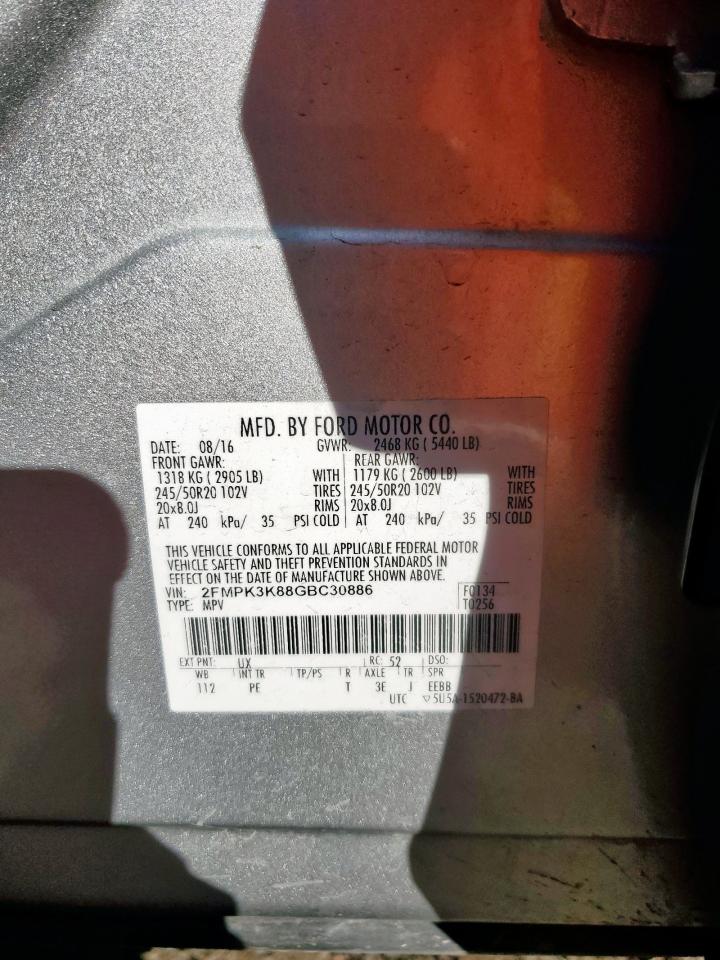 MFD. BY FORD MOTOR CO.
DATE: 08/16 GVWR: 2468 KG ( 5440 LB)
FRONT GAWR: REAR GAWR:
1318 KG ( 2905 LB) WITH 1179 KG ( 2600 LB) WITH
245/50R20 102V TIRES 245/50R20 102V TIRES
20x8.0J RIMS 20x8.0J RIMS
AT 240 kPa/ 35 PSI COLD AT 240 kPa/ 35 PSI COLD
THIS VEHICLE CONFORMS TO ALL APPLICABLE FEDERAL MOTOR
VEHICLE SAFETY AND THEFT PREVENTION STANDARDS IN
EFFECT ON THE DATE OF MANUFACTURE SHOWN ABOVE.
VIN: 2FMPK3K88GBC30886 F0134
TYPE: MPV T0256
EXT PNT: UX RC: 52 DSO:
WB INT TR TP/PS R AXLE TR SPR
112 PE T 3E J EEBB
UTC ▽5U5A-1520472-BA